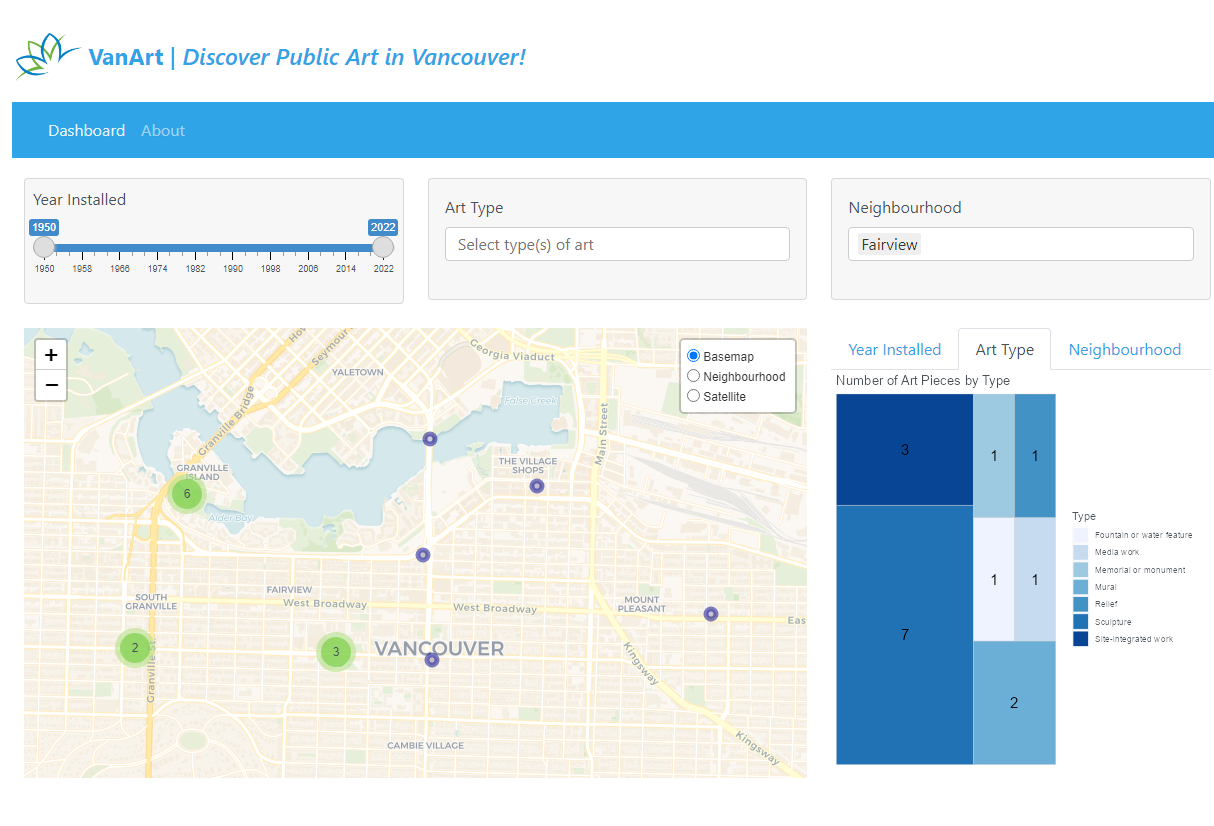 VanArt | Discover Public Art in Vancouver!
Dashboard About
Year Installed
1950 2022
1950 1958 1966 1974 1982 1990 1998 2006 2014 2022
Art Type
Select type(s) of art
Neighbourhood
Fairview
+
−
Basemap
Neighbourhood
Satellite
Georgia Viaduct
Seymour
Granville Bridge
YALETOWN
False Creek
Main Street
GRANVILLE
ISLAND
6
Alder Bay
THE VILLAGE
SHOPS
FAIRVIEW
West Broadway
West Broadway
SOUTH
GRANVILLE
MOUNT
PLEASANT
Eas
2
3
VANCOUVER
Granville St.
Kingsway
Kingsway
CAMBIE VILLAGE
Year Installed Art Type Neighbourhood
Number of Art Pieces by Type
3
1
1
7
1
1
2
Type
Fountain or water feature
Media work
Memorial or monument
Mural
Relief
Sculpture
Site-integrated work